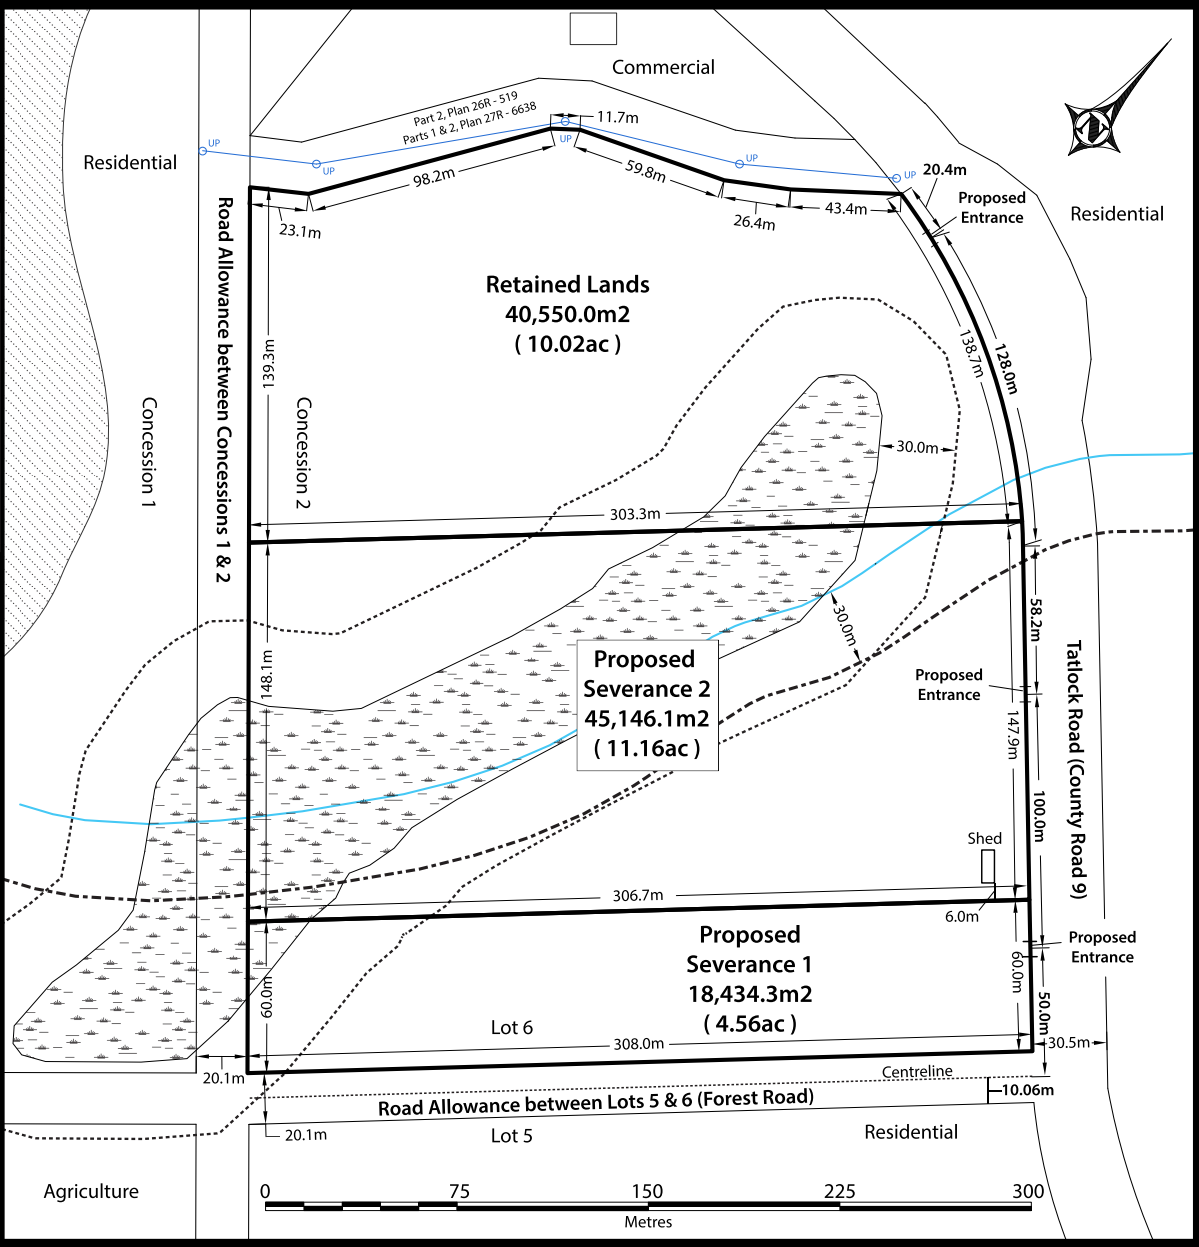 Commercial
Part 2, Plan 26R - 519
Parts 1 & 2, Plan 27R - 6638
11.7m
UP
UP
UP
UP
UP
Residential
98.2m
59.8m
20.4m
Proposed
Entrance
23.1m
26.4m
43.4m
Residential
Road Allowance between Concessions 1 & 2
Retained Lands
40,550.0m2
( 10.02ac )
139.3m
138.7m
128.0m
Concession 1
Concession 2
30.0m
303.3m
148.1m
30.0m
58.2m
Proposed
Severance 2
45,146.1m2
( 11.16ac )
Proposed
Entrance
147.9m
Tatlock Road (County Road 9)
100.0m
Shed
306.7m
6.0m
Proposed
Severance 1
18,434.3m2
( 4.56ac )
Proposed
Entrance
60.0m
60.0m
50.0m
Lot 6
308.0m
30.5m
20.1m
Centreline
10.06m
Road Allowance between Lots 5 & 6 (Forest Road)
20.1m
Lot 5
Residential
Agriculture
0 75 150 225 300
Metres